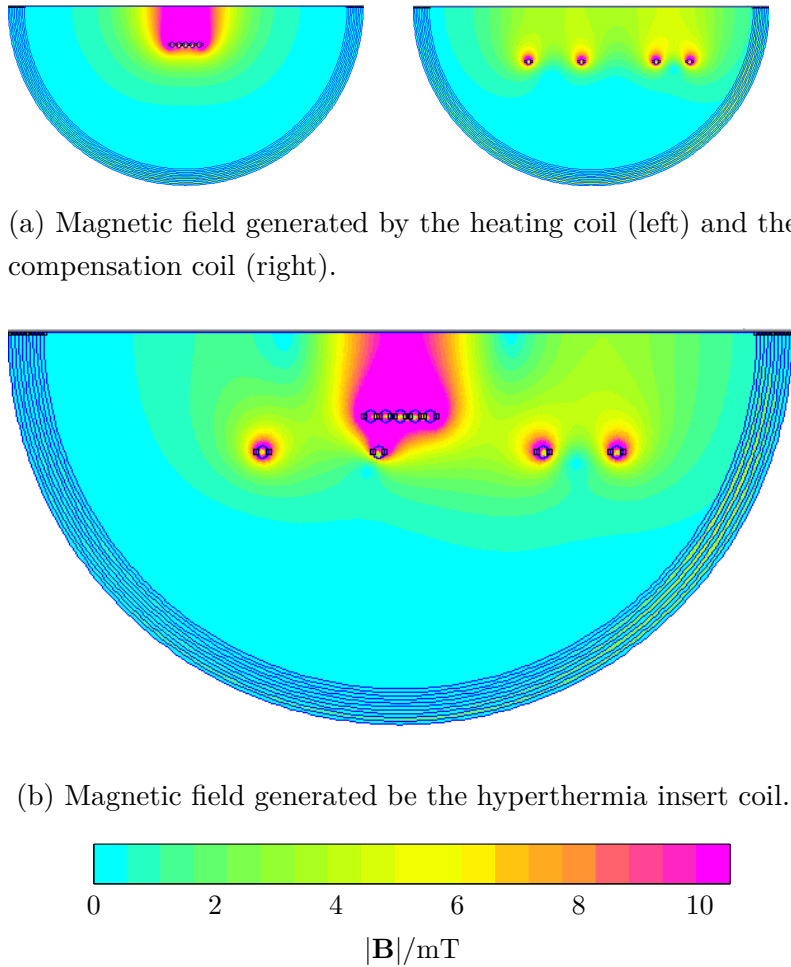 (a) Magnetic field generated by the heating coil (left) and the
compensation coil (right).
(b) Magnetic field generated be the hyperthermia insert coil.
0 2 4 6 8 10
|B|/mT